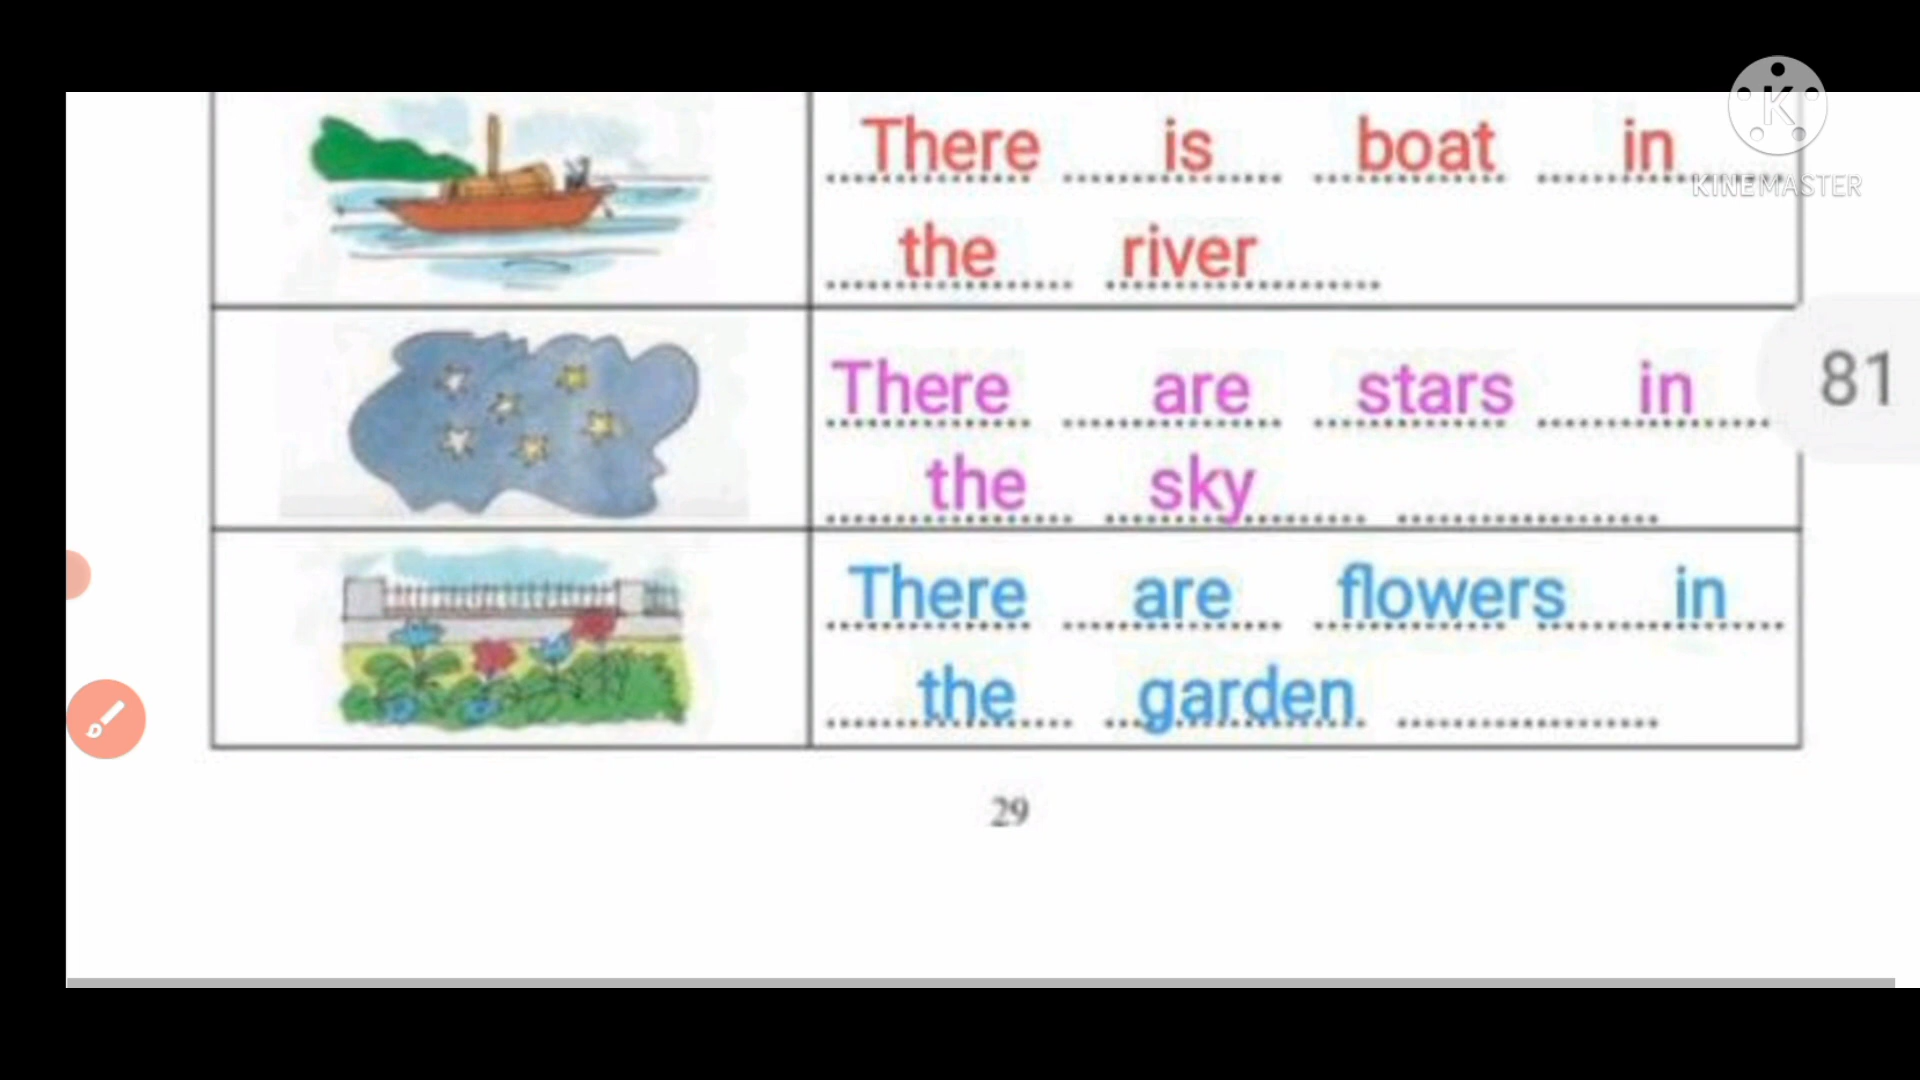 There is boat in
KINEMASTER
the river
There are stars in
81
the sky
There are flowers in
the garden
29